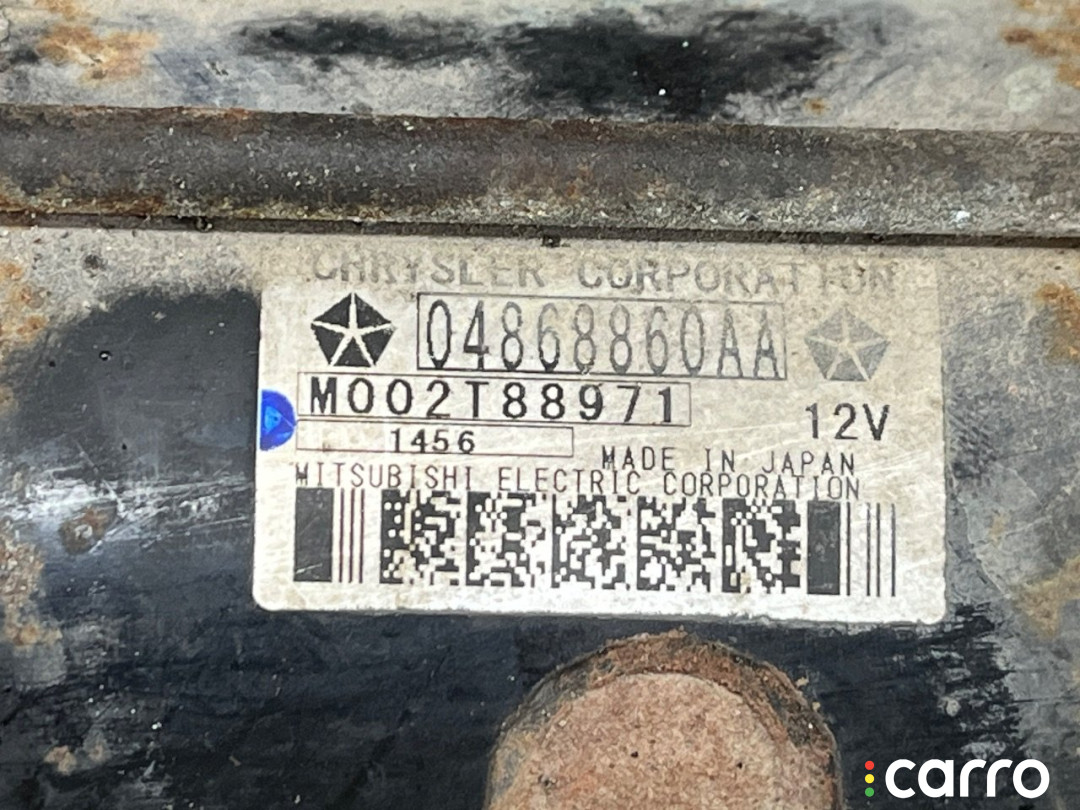 CHRYSLER CORPORATION
04868860AA
M002T88971
12V
1456
MADE IN JAPAN
MITSUBISHI ELECTRIC CORPORATION
carro